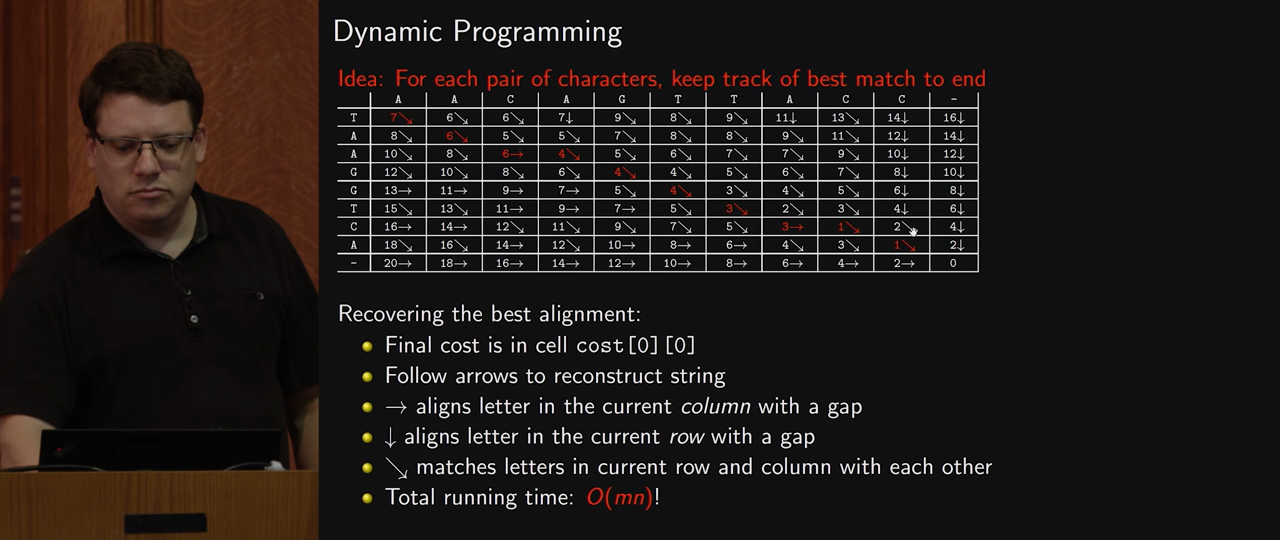 Dynamic Programming
Idea: For each pair of characters, keep track of best match to end
A A C A G T T A C C -
T 7↘ 6↘ 6↘ 7↓ 9↘ 8↘ 9↘ 11↓ 13↘ 14↓ 16↓
A 8↘ 6↘ 5↘ 5↘ 7↘ 8↘ 8↘ 9↘ 11↘ 12↓ 14↓
A 10↘ 8↘ 6→ 4↘ 5↘ 6↘ 7↘ 7↘ 9↘ 10↓ 12↓
G 12↘ 10↘ 8↘ 6↘ 4↘ 4↘ 5↘ 6↘ 7↘ 8↓ 10↓
G 13→ 11→ 9→ 7→ 5↘ 4↘ 3↘ 4↘ 5↘ 6↓ 8↓
T 15↘ 13↘ 11→ 9→ 7→ 5↘ 3↘ 2↘ 3↘ 4↓ 6↓
C 16→ 14→ 12↘ 11↘ 9↘ 7↘ 5↘ 3→ 1↘ 2↘ 4↓
A 18↘ 16↘ 14→ 12↘ 10→ 8→ 6→ 4↘ 3↘ 1↘ 2↓
- 20→ 18→ 16→ 14→ 12→ 10→ 8→ 6→ 4→ 2→ 0
Recovering the best alignment:
Final cost is in cell cost[0][0]
Follow arrows to reconstruct string
→ aligns letter in the current column with a gap
↓ aligns letter in the current row with a gap
↘ matches letters in current row and column with each other
Total running time: O(mn)!